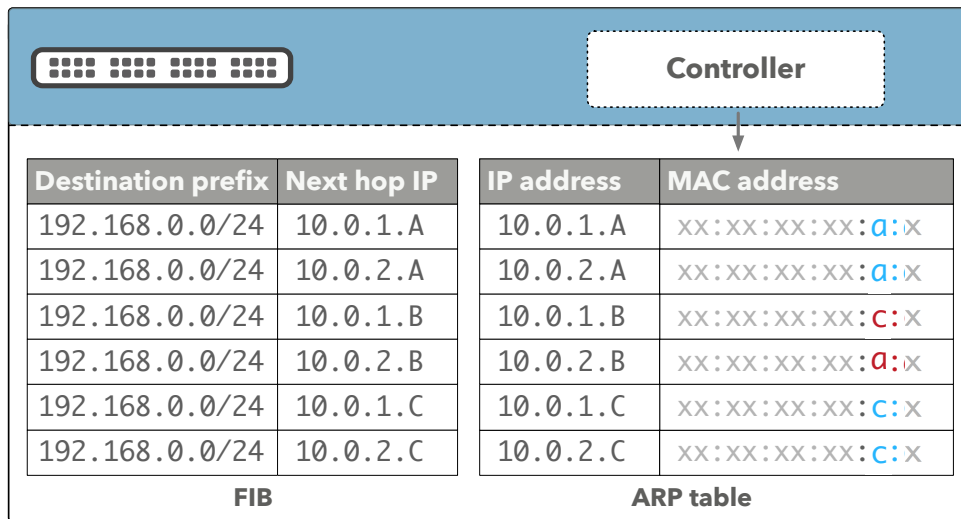 Controller
Destination prefix Next hop IP IP address MAC address
192.168.0.0/24 10.0.1.A 10.0.1.A xx:xx:xx:xx:a:x
192.168.0.0/24 10.0.2.A 10.0.2.A xx:xx:xx:xx:a:x
192.168.0.0/24 10.0.1.B 10.0.1.B xx:xx:xx:xx:c:x
192.168.0.0/24 10.0.2.B 10.0.2.B xx:xx:xx:xx:a:x
192.168.0.0/24 10.0.1.C 10.0.1.C xx:xx:xx:xx:c:x
192.168.0.0/24 10.0.2.C 10.0.2.C xx:xx:xx:xx:c:x
FIB ARP table